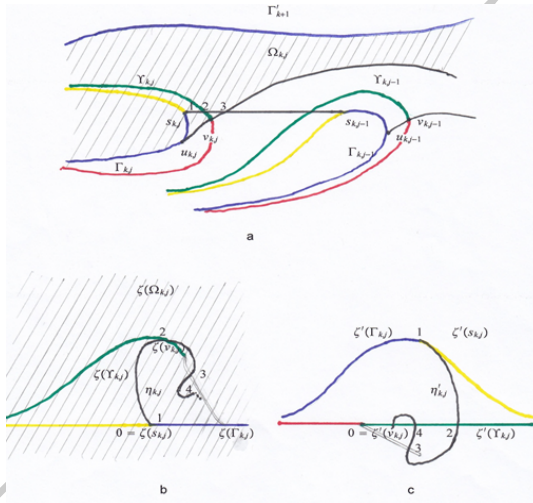 Γ′k+1
Ωk,j
Υk,j
Υk,j−1
1 2 3
sk,j
sk,j−1
vk,j
vk,j−1
uk,j
uk,j−1
Γk,j
Γk,j−1
a
ζ(Ωk,j)
2
ζ(vk,j)
ζ(Υk,j)
3
ηk,j
4
1
0 = ζ(sk,j)
ζ(Γk,j)
b
ζ′(Γk,j)
1
ζ′(sk,j)
η′k,j
0 = ζ′(vk,j)
4
2
3
ζ′(Υk,j)
c